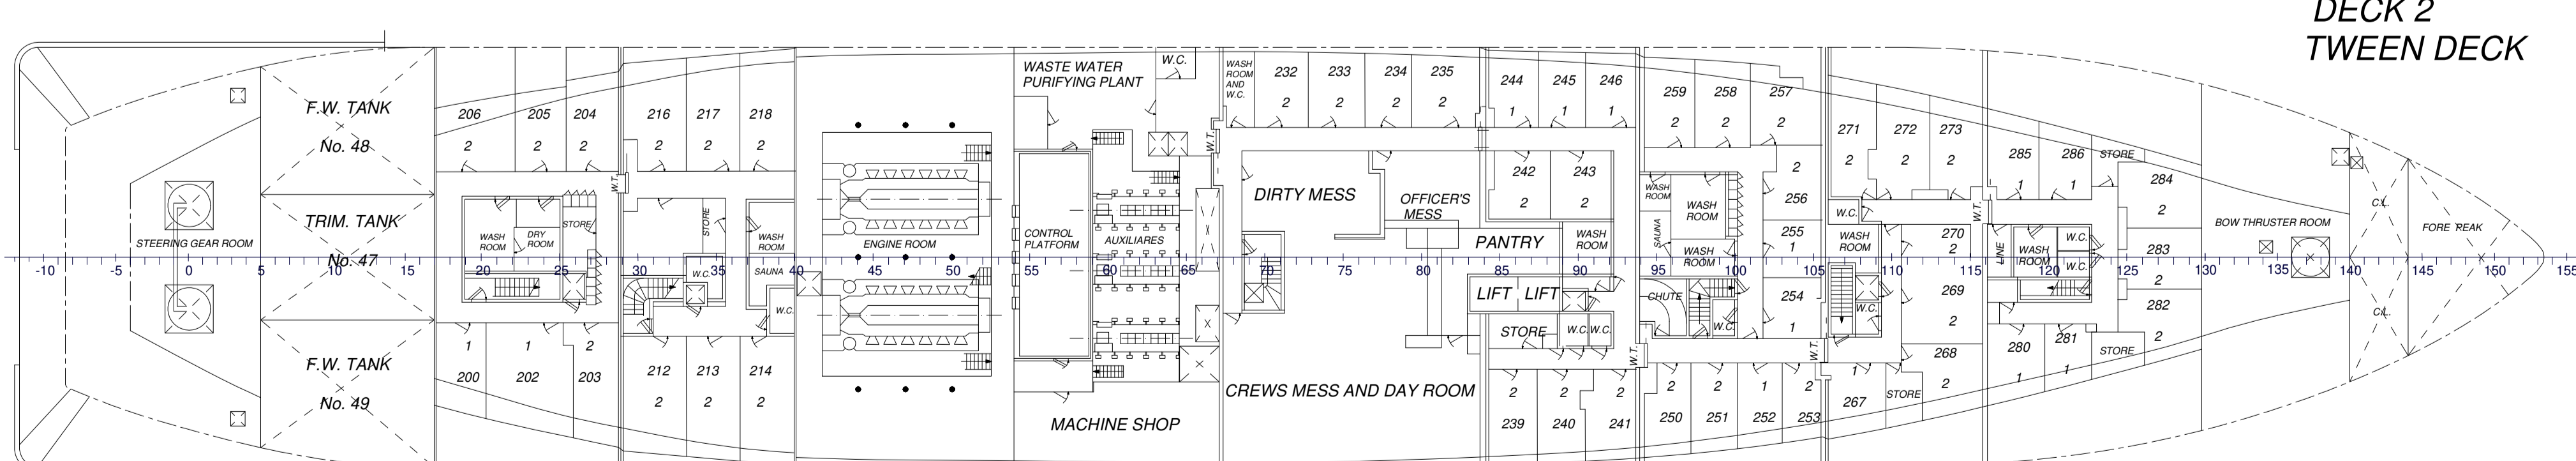 DECK 2
TWEEN DECK
WASTE WATER
PURIFYING PLANT
W.C.
WASH
ROOM
AND
W.C.
232
2
233
2
234
2
235
2
244
1
245
1
246
1
259
2
258
2
257
2
F.W. TANK
No. 48
206
2
205
2
204
2
216
2
217
2
218
2
W.T.
W.T.
271
2
272
2
273
2
285
1
286
1
STORE
284
2
2
256
242
2
243
2
DIRTY MESS
OFFICER'S
MESS
WASH
ROOM
WASH
ROOM
SAUNA
W.C.
W.T.
TRIM. TANK
No. 47
STEERING GEAR ROOM
WASH
ROOM
DRY
ROOM
STORE
STORE
WASH
ROOM
SAUNA
W.C.
W.C.
ENGINE ROOM
CONTROL
PLATFORM
AUXILIARES
PANTRY
WASH
ROOM
WASH
ROOM
255
1
WASH
ROOM
270
2
LINE
WASH
ROOM
W.C.
W.C.
283
2
BOW THRUSTER ROOM
C.L.
FORE PEAK
-10 -5 0 5 10 15 20 25 30 35 40 45 50 55 60 65 70 75 80 85 90 95 100 105 110 115 120 125 130 135 140 145 150 155
LIFT LIFT
CHUTE
W.C.
254
1
W.C.
269
2
282
2
C.L.
STORE
W.C.
W.C.
W.T.
W.T.
F.W. TANK
No. 49
1
200
1
202
2
203
212
2
213
2
214
2
MACHINE SHOP
CREWS MESS AND DAY ROOM
2
239
2
240
2
241
2
250
2
251
1
252
2
253
1
267
STORE
268
2
280
1
281
1
STORE